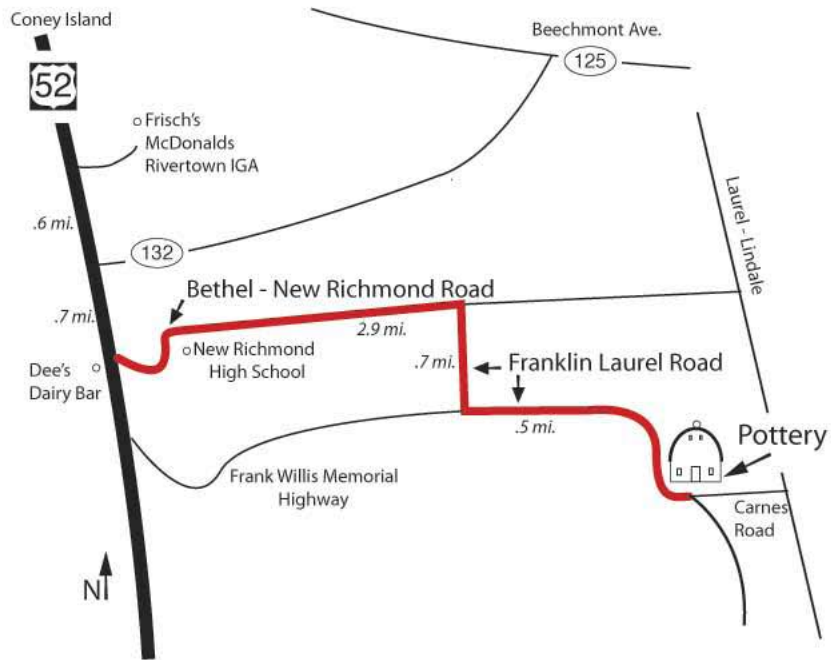 Coney Island
52
Beechmont Ave.
125
Frisch's
McDonalds
Rivertown IGA
.6 mi.
Laurel - Lindale
132
Bethel - New Richmond Road
.7 mi.
2.9 mi.
New Richmond
High School
.7 mi.
Franklin Laurel Road
Dee's
Dairy Bar
.5 mi.
Pottery
Frank Willis Memorial
Highway
Carnes
Road
N